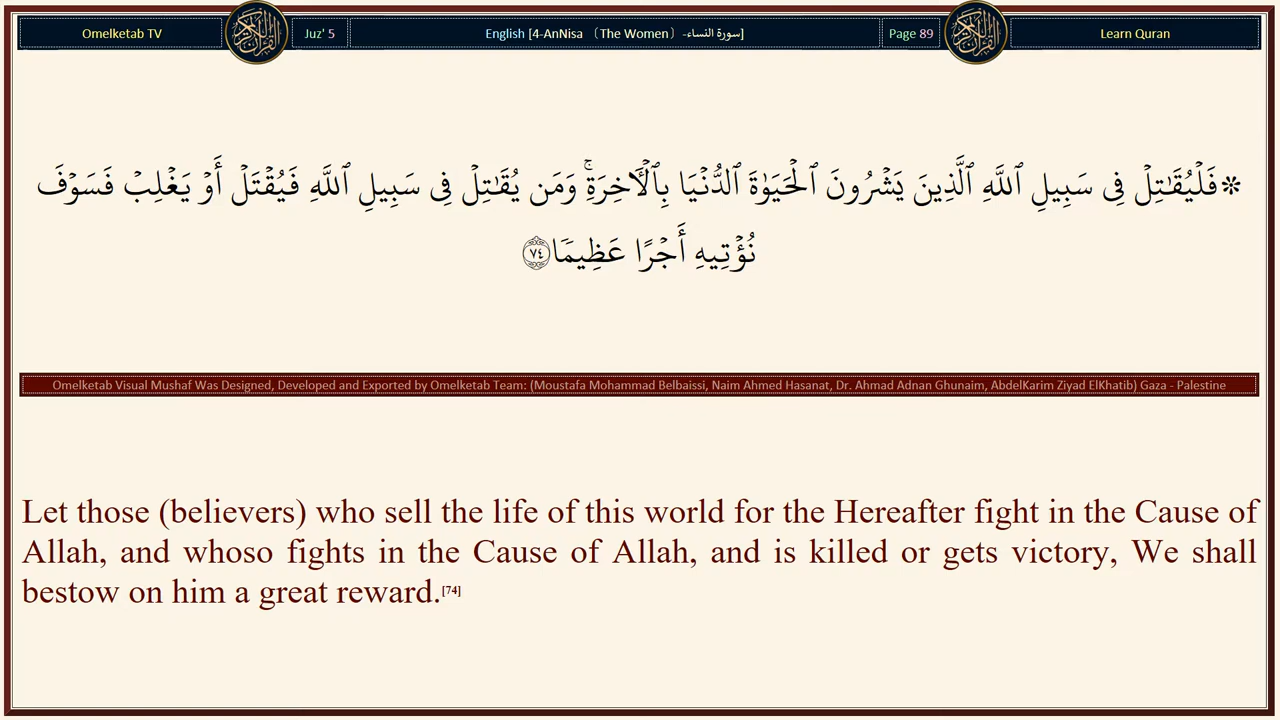 Omelketab TV
Juz' 5
English [4-AnNisa （The Women） -سورة النساء]
Page 89
Learn Quran
۞ فَلۡيُقَٰتِلۡ فِي سَبِيلِ ٱللَّهِ ٱلَّذِينَ يَشۡرُونَ ٱلۡحَيَوٰةَ ٱلدُّنۡيَا بِٱلۡأٓخِرَةِۚ وَمَن يُقَٰتِلۡ فِي سَبِيلِ ٱللَّهِ فَيُقۡتَلۡ أَوۡ يَغۡلِبۡ فَسَوۡفَ
نُؤۡتِيهِ أَجۡرًا عَظِيمٗا ٧٤
Omelketab Visual Mushaf Was Designed, Developed and Exported by Omelketab Team: (Moustafa Mohammad Belbaissi, Naim Ahmed Hasanat, Dr. Ahmad Adnan Ghunaim, AbdelKarim Ziyad ElKhatib) Gaza - Palestine
Let those (believers) who sell the life of this world for the Hereafter fight in the Cause of
Allah, and whoso fights in the Cause of Allah, and is killed or gets victory, We shall
bestow on him a great reward.[74]